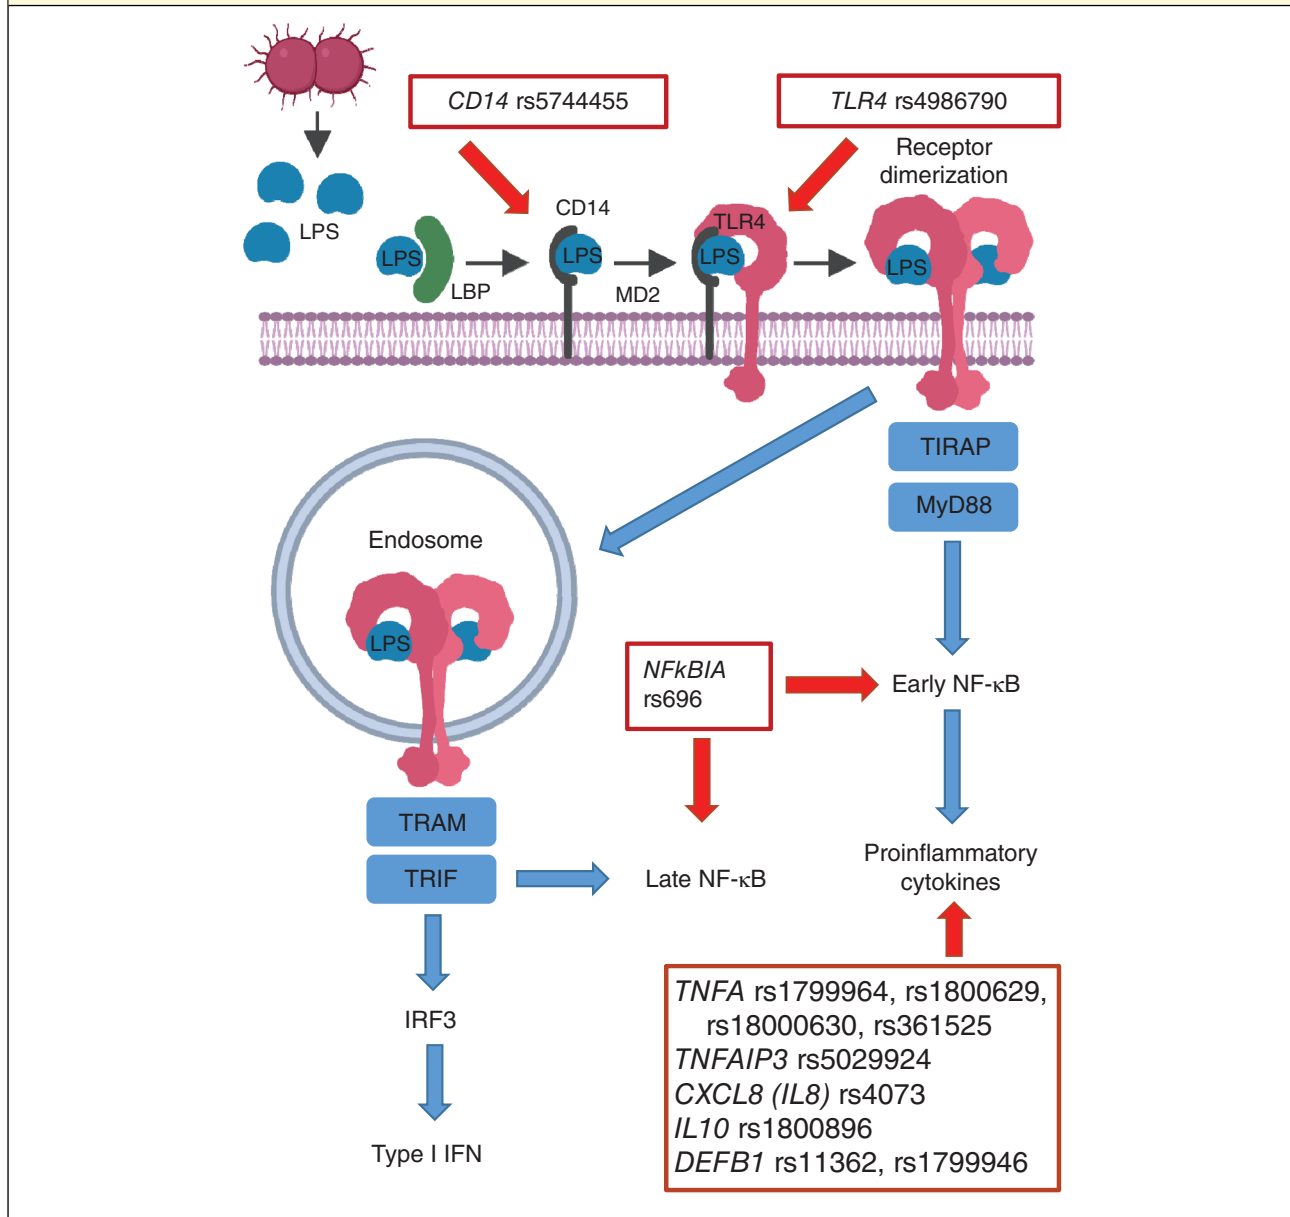 CD14 rs5744455
TLR4 rs4986790
Receptor
dimerization
LPS
LPS
LBP
CD14
LPS
MD2
TLR4
LPS
LPS
TIRAP
MyD88
Endosome
LPS
NFkBIA
rs696
Early NF-κB
TRAM
TRIF
Late NF-κB
Proinflammatory
cytokines
IRF3
Type I IFN
TNFA rs1799964, rs1800629,
rs18000630, rs361525
TNFAIP3 rs5029924
CXCL8 (IL8) rs4073
IL10 rs1800896
DEFB1 rs11362, rs1799946